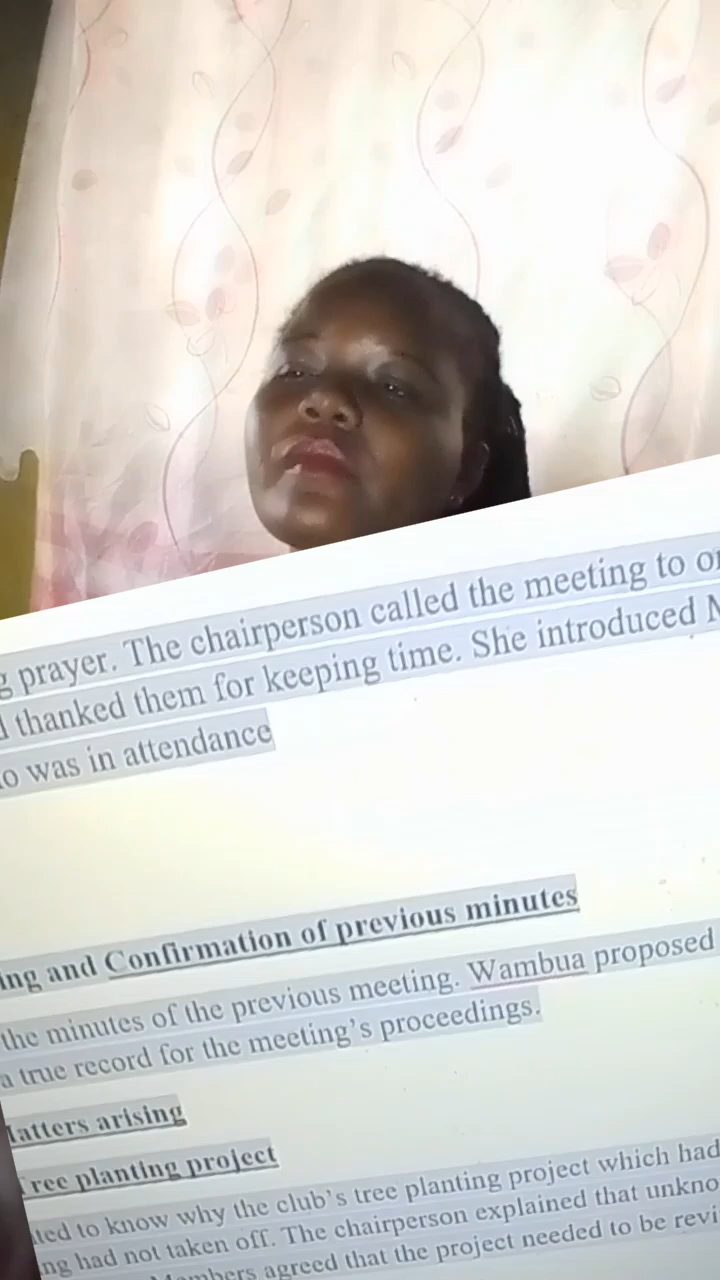 g prayer. The chairperson called the meeting to or
d thanked them for keeping time. She introduced M
o was in attendance
ing and Confirmation of previous minutes
the minutes of the previous meeting. Wambua proposed
a true record for the meeting's proceedings.
Matters arising
Tree planting project
ted to know why the club's tree planting project which had
ng had not taken off. The chairperson explained that unkno
Members agreed that the project needed to be revi